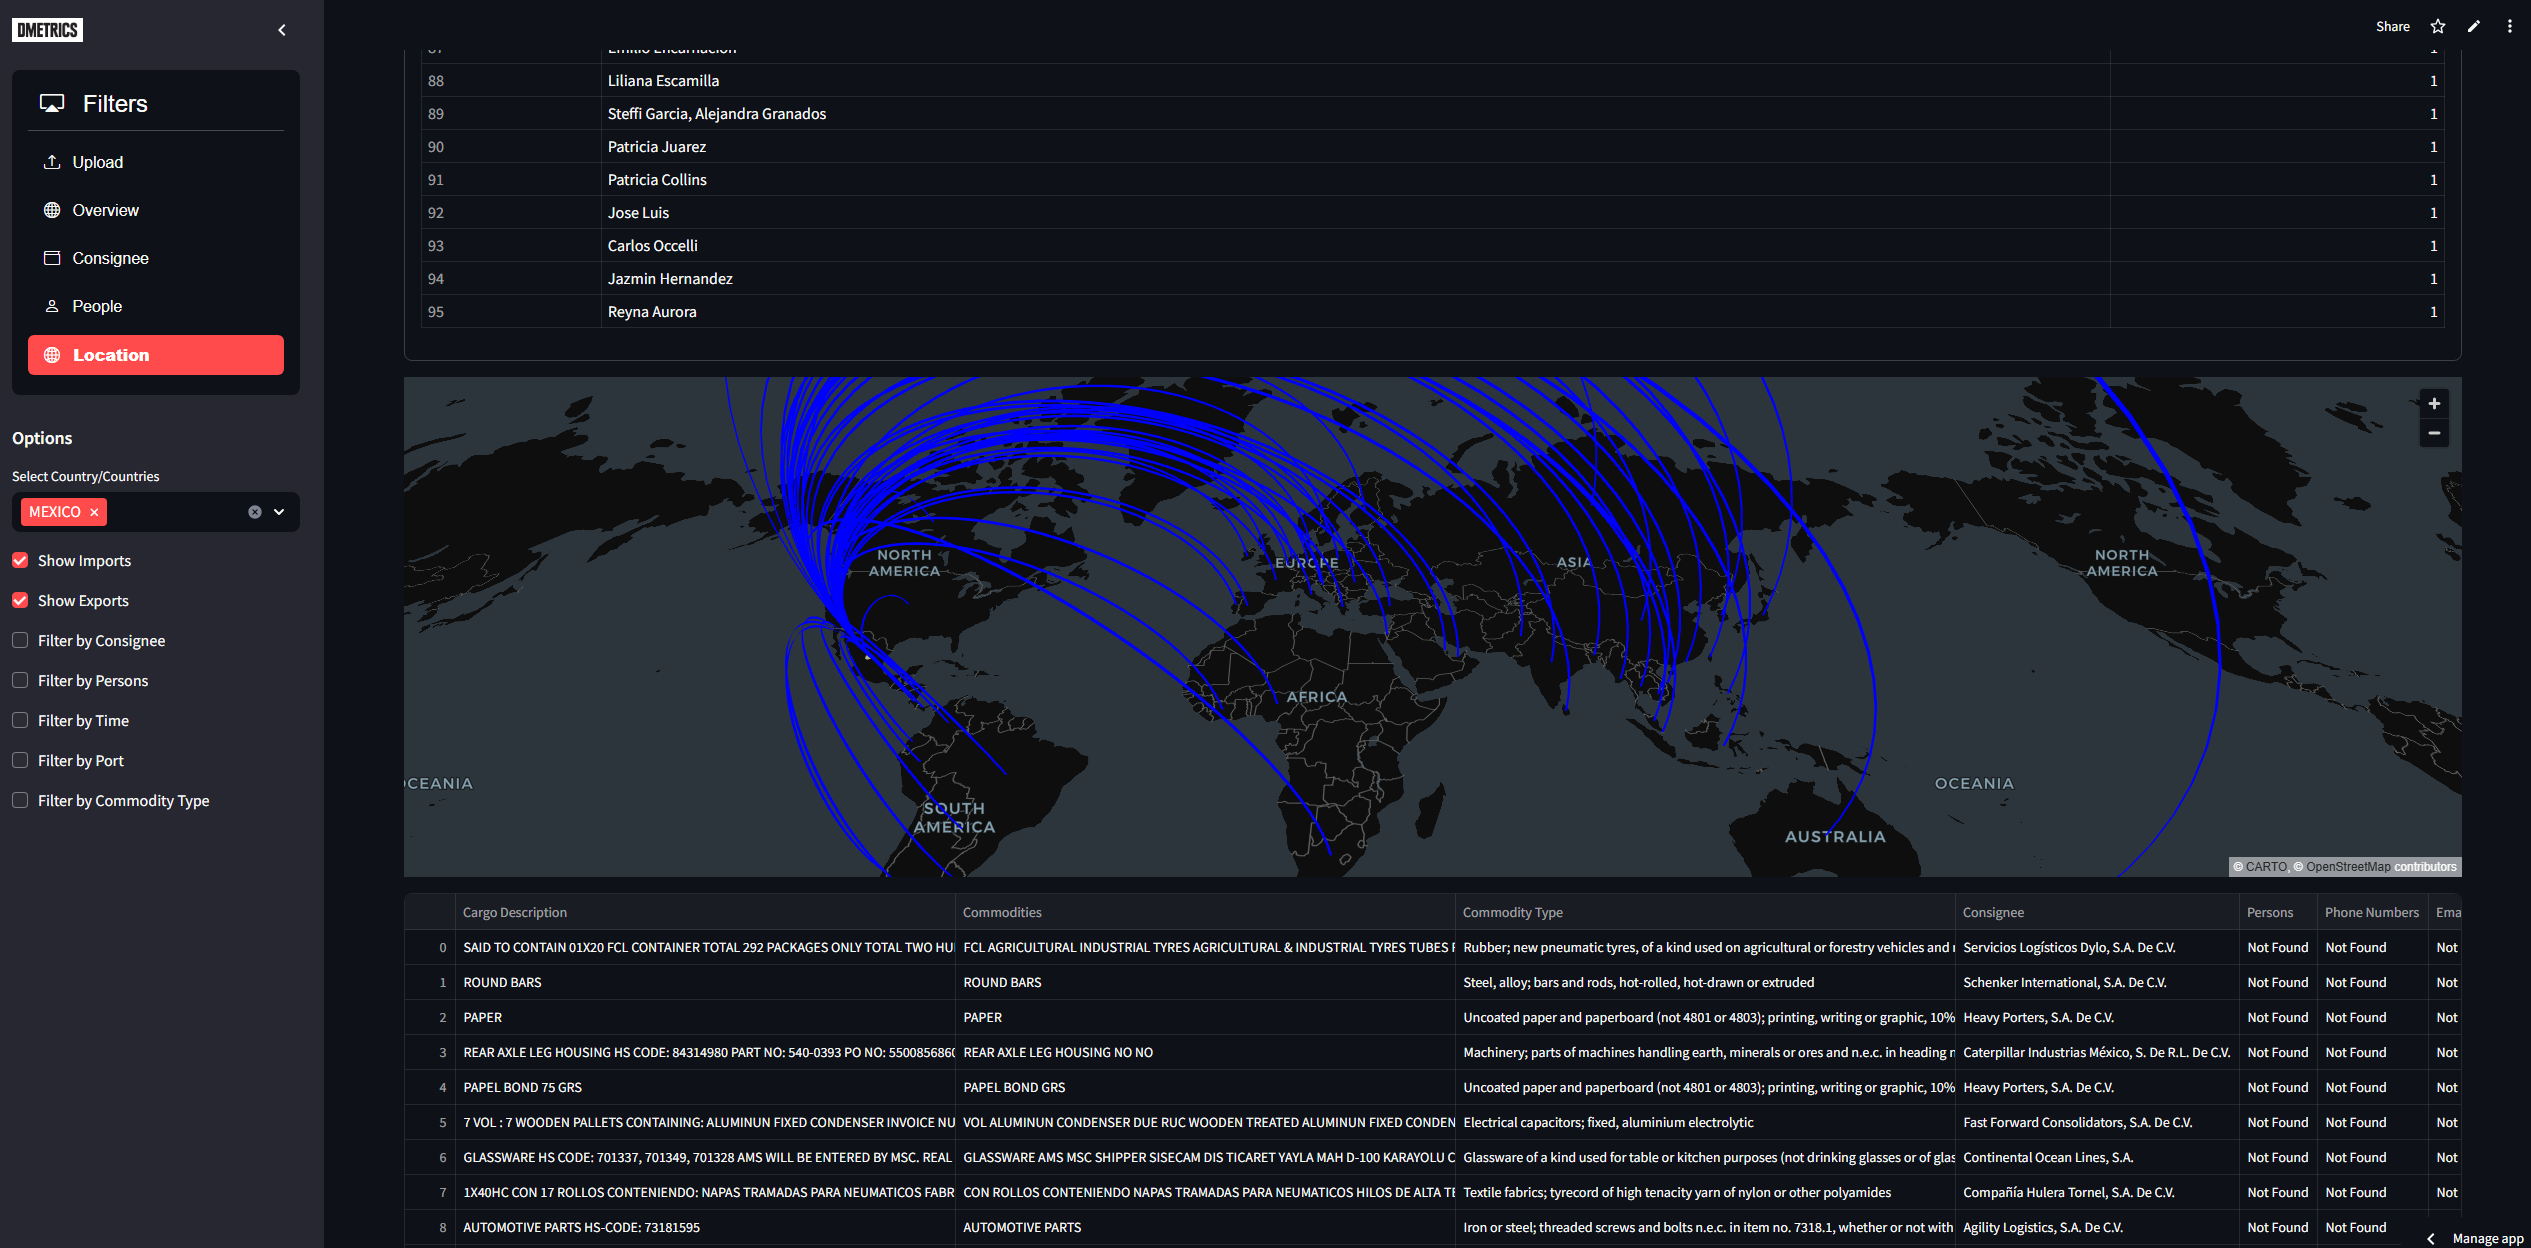 DMETRICS
Share
Filters
Upload
Overview
Consignee
People
Location
Options
Select Country/Countries
MEXICO
Show Imports
Show Exports
Filter by Consignee
Filter by Persons
Filter by Time
Filter by Port
Filter by Commodity Type
87 Emilio Encarnacion 1
88 Liliana Escamilla 1
89 Steffi Garcia, Alejandra Granados 1
90 Patricia Juarez 1
91 Patricia Collins 1
92 Jose Luis 1
93 Carlos Occelli 1
94 Jazmin Hernandez 1
95 Reyna Aurora 1
NORTH
AMERICA
EUROPE
ASIA
NORTH
AMERICA
AFRICA
OCEANIA
OCEANIA
SOUTH
AMERICA
AUSTRALIA
© CARTO, © OpenStreetMap contributors
Cargo Description Commodities Commodity Type Consignee Persons Phone Numbers Ema
0 SAID TO CONTAIN 01X20 FCL CONTAINER TOTAL 292 PACKAGES ONLY TOTAL TWO HU FCL AGRICULTURAL INDUSTRIAL TYRES AGRICULTURAL & INDUSTRIAL TYRES TUBES Rubber; new pneumatic tyres, of a kind used on agricultural or forestry vehicles and Servicios Logísticos Dylo, S.A. De C.V. Not Found Not Found Not
1 ROUND BARS ROUND BARS Steel, alloy; bars and rods, hot-rolled, hot-drawn or extruded Schenker International, S.A. De C.V. Not Found Not Found Not
2 PAPER PAPER Uncoated paper and paperboard (not 4801 or 4803); printing, writing or graphic, 10% Heavy Porters, S.A. De C.V. Not Found Not Found Not
3 REAR AXLE LEG HOUSING HS CODE: 84314980 PART NO: 540-0393 PO NO: 5500856860 REAR AXLE LEG HOUSING NO NO Machinery; parts of machines handling earth, minerals or ores and n.e.c. in heading Caterpillar Industrias México, S. De R.L. De C.V. Not Found Not Found Not
4 PAPEL BOND 75 GRS PAPEL BOND GRS Uncoated paper and paperboard (not 4801 or 4803); printing, writing or graphic, 10% Heavy Porters, S.A. De C.V. Not Found Not Found Not
5 7 VOL : 7 WOODEN PALLETS CONTAINING: ALUMINUN FIXED CONDENSER INVOICE NU VOL ALUMINUN CONDENSER DUE RUC WOODEN TREATED ALUMINUN FIXED CONDEN Electrical capacitors; fixed, aluminium electrolytic Fast Forward Consolidators, S.A. De C.V. Not Found Not Found Not
6 GLASSWARE HS CODE: 701337, 701349, 701328 AMS WILL BE ENTERED BY MSC. REAL GLASSWARE AMS MSC SHIPPER SISECAM DIS TICARET YAYLA MAH D-100 KARAYOLU C Glassware of a kind used for table or kitchen purposes (not drinking glasses or of glas Continental Ocean Lines, S.A. Not Found Not Found Not
7 1X40HC CON 17 ROLLOS CONTENIENDO: NAPAS TRAMADAS PARA NEUMATICOS FABR CON ROLLOS CONTENIENDO NAPAS TRAMADAS PARA NEUMATICOS HILOS DE ALTA TE Textile fabrics; tyrecord of high tenacity yarn of nylon or other polyamides Compañía Hulera Tornel, S.A. De C.V. Not Found Not Found Not
8 AUTOMOTIVE PARTS HS-CODE: 73181595 AUTOMOTIVE PARTS Iron or steel; threaded screws and bolts n.e.c. in item no. 7318.1, whether or not with Agility Logistics, S.A. De C.V. Not Found Not Found
Manage app